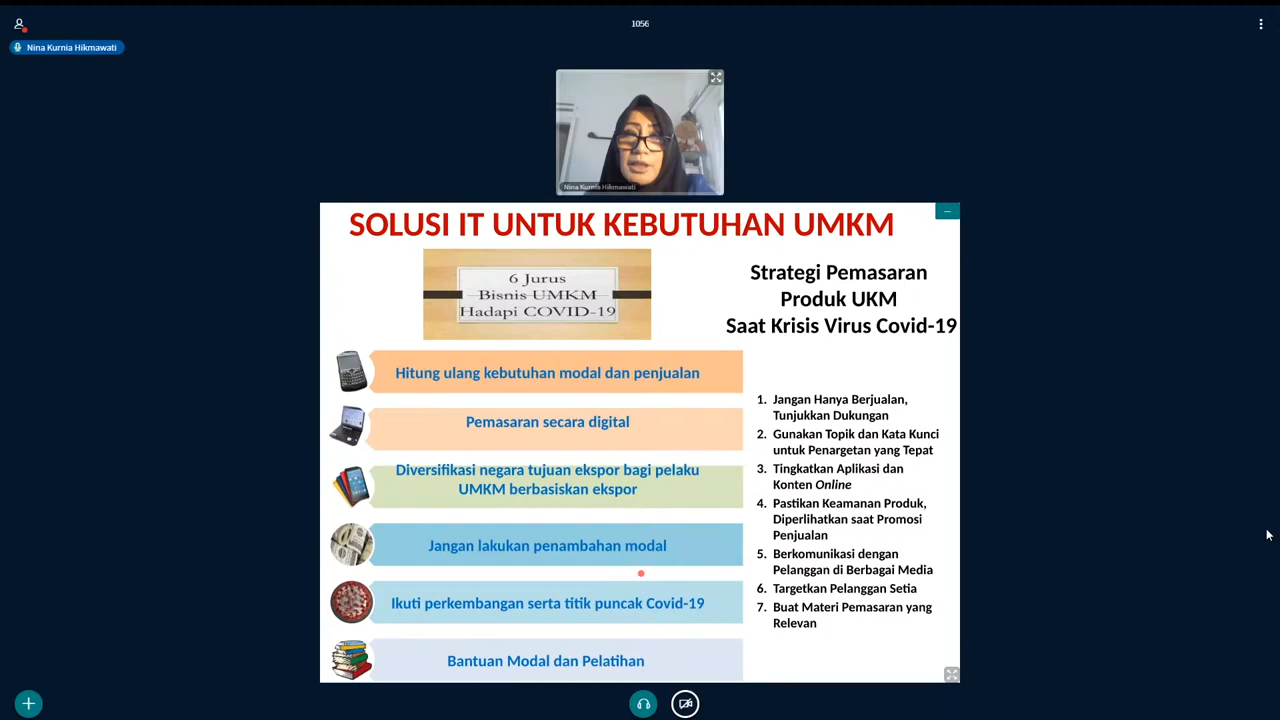 1056
Nina Kurnia Hikmawati
Nina Kurnia Hikmawati
SOLUSI IT UNTUK KEBUTUHAN UMKM
6 Jurus
Bisnis UMKM
Hadapi COVID-19
Hitung ulang kebutuhan modal dan penjualan
Pemasaran secara digital
Diversifikasi negara tujuan ekspor bagi pelaku
UMKM berbasiskan ekspor
Jangan lakukan penambahan modal
Ikuti perkembangan serta titik puncak Covid-19
Bantuan Modal dan Pelatihan
Strategi Pemasaran
Produk UKM
Saat Krisis Virus Covid-19
1. Jangan Hanya Berjualan,
Tunjukkan Dukungan
2. Gunakan Topik dan Kata Kunci
untuk Penargetan yang Tepat
3. Tingkatkan Aplikasi dan
Konten Online
4. Pastikan Keamanan Produk,
Diperlihatkan saat Promosi
Penjualan
5. Berkomunikasi dengan
Pelanggan di Berbagai Media
6. Targetkan Pelanggan Setia
7. Buat Materi Pemasaran yang
Relevan